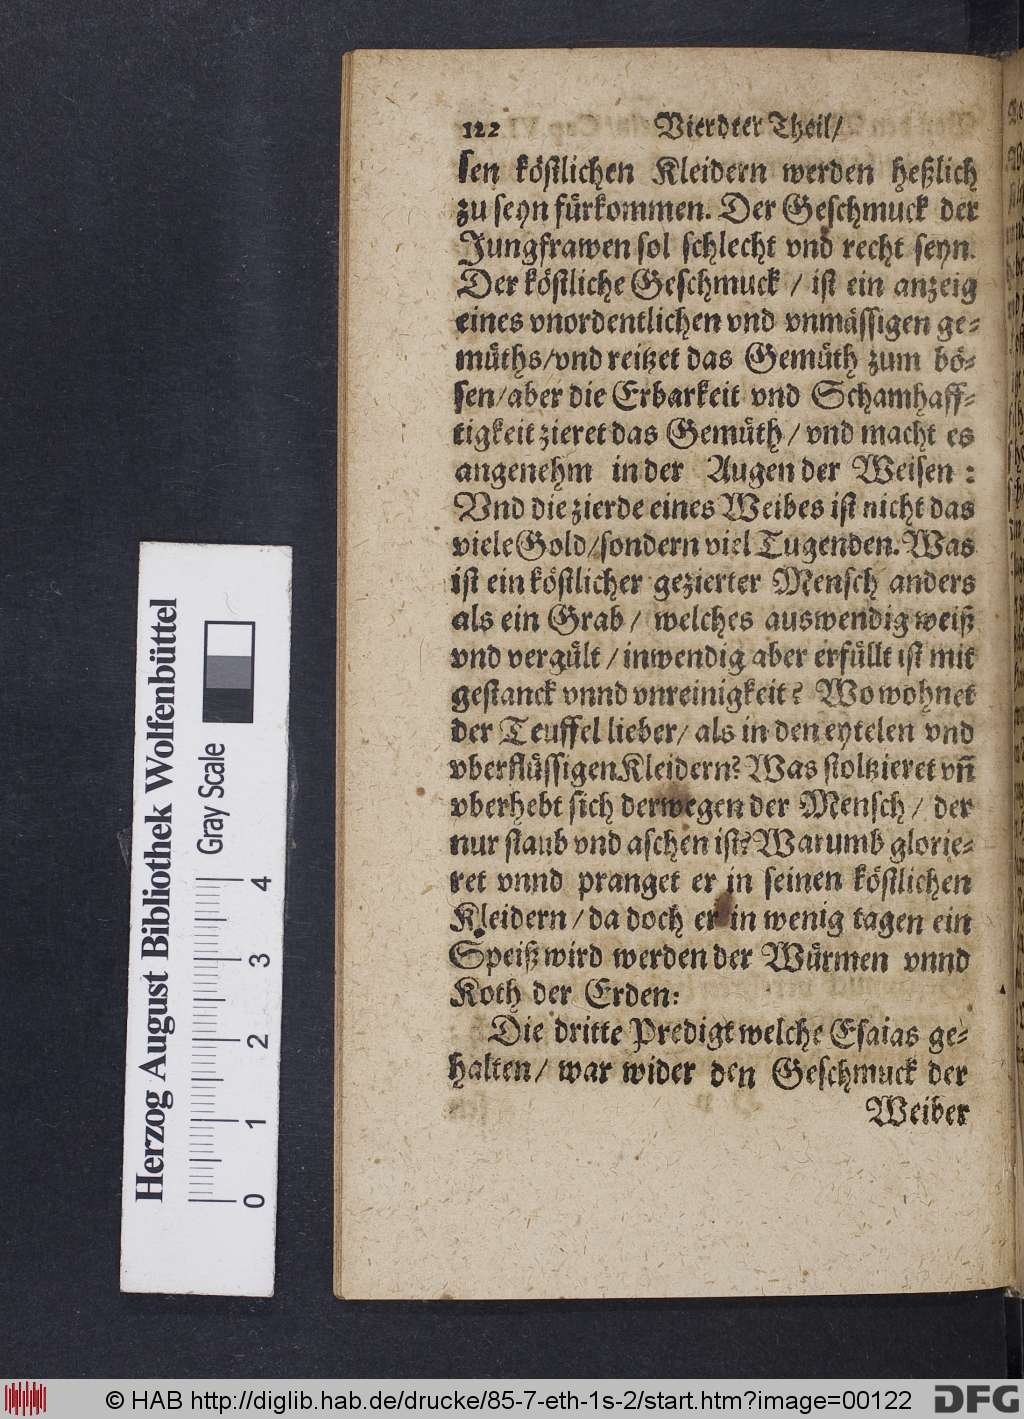 122 Vierdter Theil/
sen köstlichen Kleidern werden heßlich
zu seyn fürkommen. Der Geschmuck der
Jungfrawen sol schlecht vnd recht seyn.
Der köstliche Geschmuck / ist ein anzeig
eines vnordentlichen vnd vnmässigen ge-
müths/vnd reitzet das Gemüth zum bö-
sen/aber die Erbarkeit vnd Schamhaff-
tigkeit zieret das Gemüth/ vnd macht es
angenehm in der Augen der Weisen :
Vnd die zierde eines Weibes ist nicht das
viele Gold/sondern viel Tugenden. Was
ist ein köstlicher gezierter Mensch anders
als ein Grab/ welches auswendig weiß
vnd vergült / inwendig aber erfüllt ist mit
gestanck vnnd vnreinigkeit? Wo wohnet
der Teuffel lieber/ als in den eytelen vnd
vberflüssigen Kleidern? Was stoltzieret vn̄
vberhebt sich derwegen der Mensch/ der
nur staub vnd aschen ist? Warumb glorie-
ret vnnd pranget er in seinen köstlichen
Kleidern/ da doch er in wenig tagen ein
Speiß wird werden der Würmen vnnd
Koth der Erden:
Die dritte Predigt welche Esaias ge-
halten/ war wider den Geschmuck der
Weiber
Herzog August Bibliothek Wolfenbüttel
Gray Scale
0 1 2 3 4
© HAB http://diglib.hab.de/drucke/85-7-eth-1s-2/start.htm?image=00122
DFG